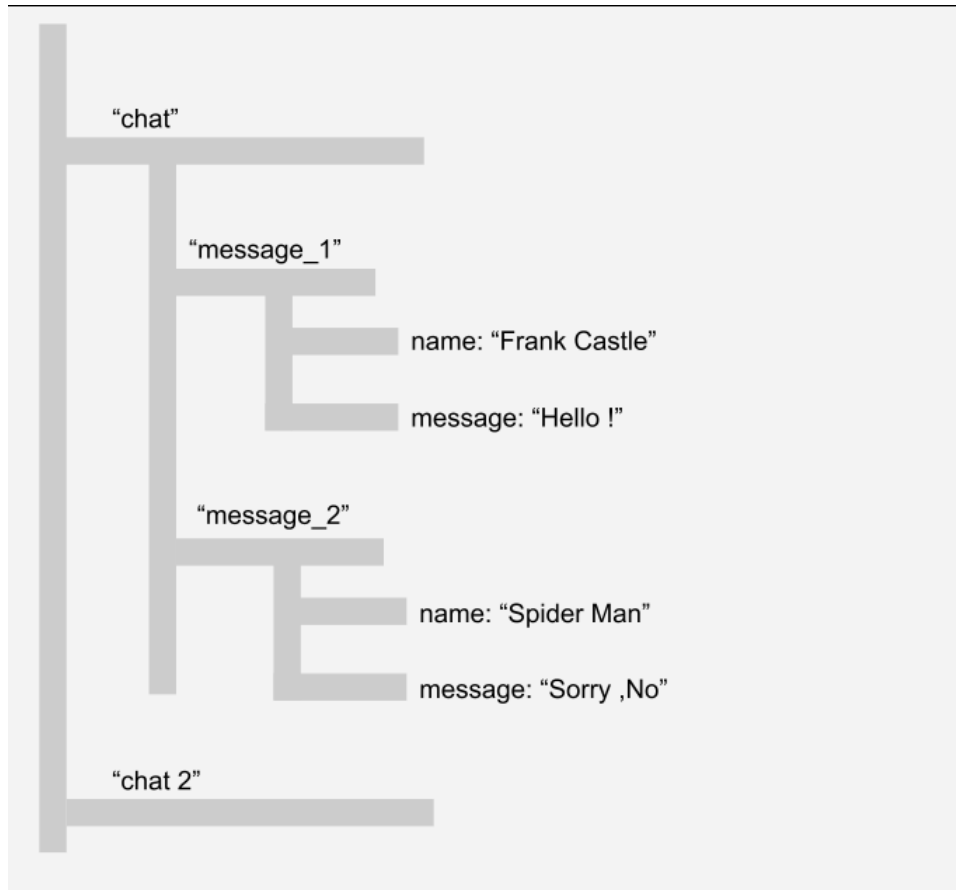 “chat”
“message_1”
name: “Frank Castle”
message: “Hello !”
“message_2”
name: “Spider Man”
message: “Sorry ,No”
“chat 2”